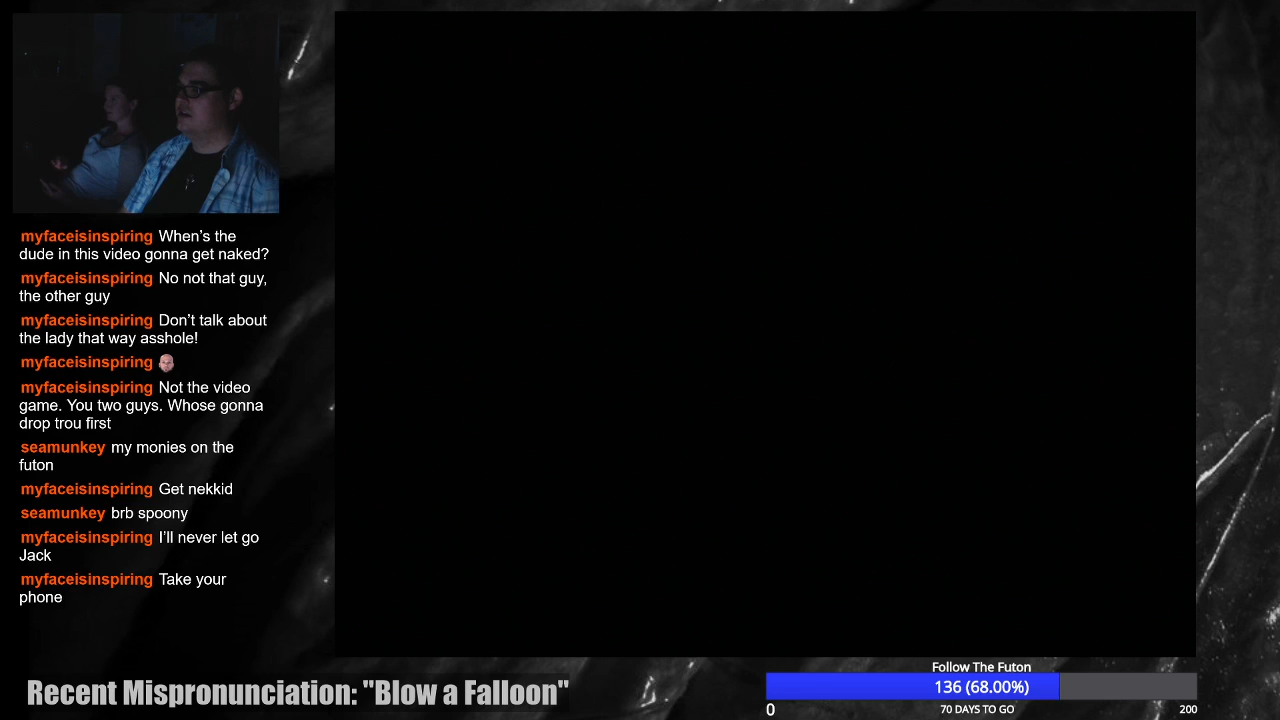 myfaceisinspiring When's the
dude in this video gonna get naked?
myfaceisinspiring No not that guy,
the other guy
myfaceisinspiring Don't talk about
the lady that way asshole!
myfaceisinspiring
myfaceisinspiring Not the video
game. You two guys. Whose gonna
drop trou first
seamunkey my monies on the
futon
myfaceisinspiring Get nekkid
seamunkey brb spoony
myfaceisinspiring I'll never let go
Jack
myfaceisinspiring Take your
phone
Recent Mispronunciation: "Blow a Falloon"
Follow The Futon
136 (68.00%)
0 70 DAYS TO GO 200